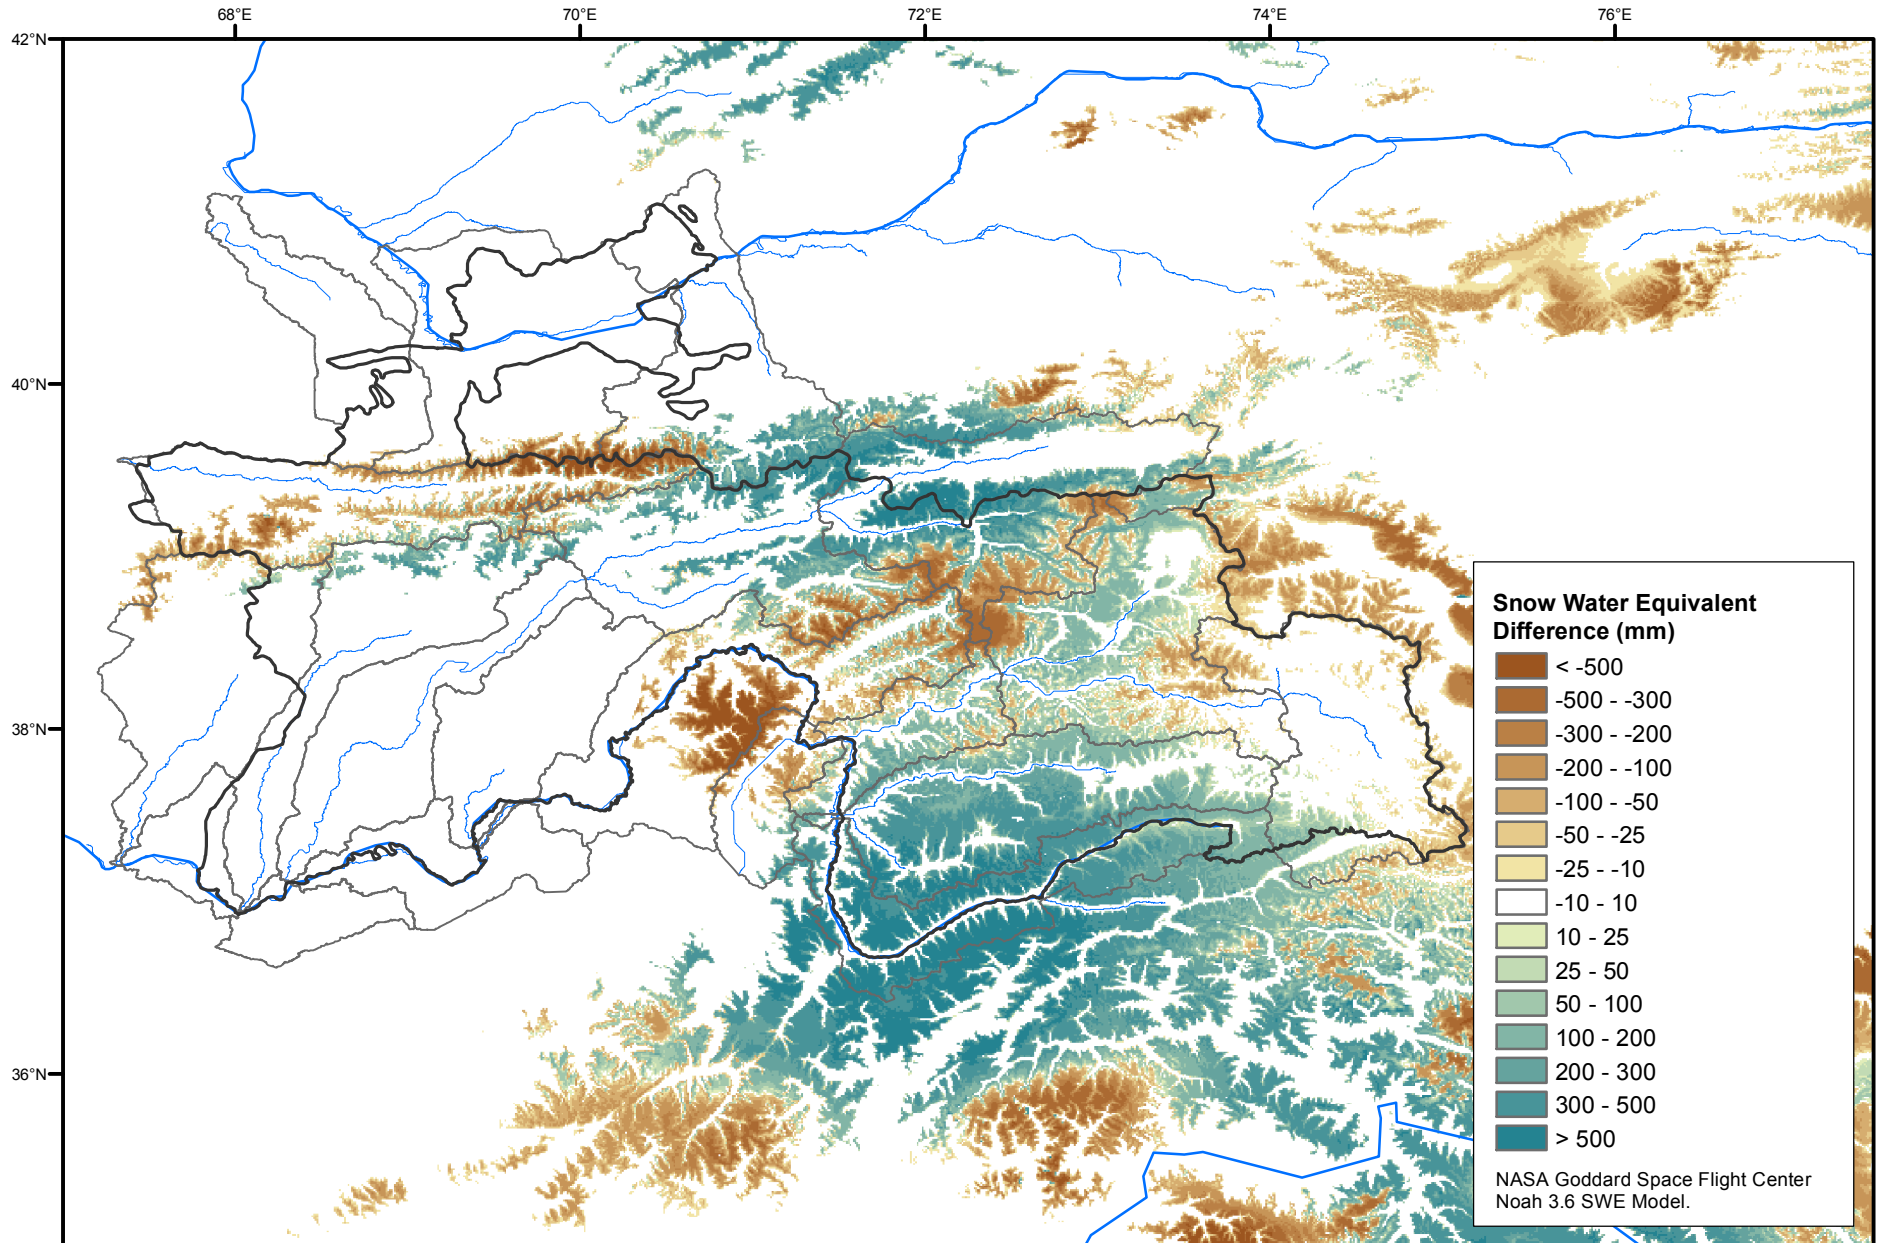 68°E
70°E
72°E
74°E
76°E
42°N
40°N
38°N
36°N
Snow Water Equivalent
Difference (mm)
< -500
-500 - -300
-300 - -200
-200 - -100
-100 - -50
-50 - -25
-25 - -10
-10 - 10
10 - 25
25 - 50
50 - 100
100 - 200
200 - 300
300 - 500
> 500
NASA Goddard Space Flight Center
Noah 3.6 SWE Model.